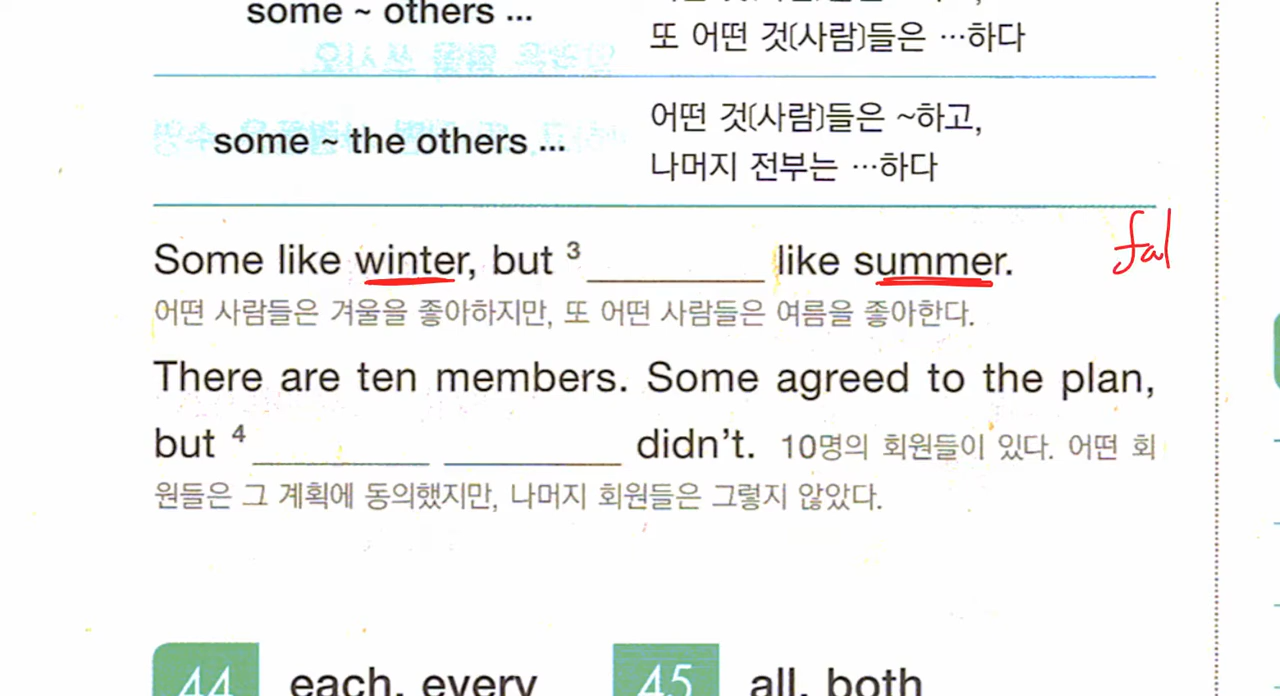 some ~ others ...
또 어떤 것(사람)들은 …하다
some ~ the others ...
어떤 것(사람)들은 ~하고,
나머지 전부는 …하다
Some like winter, but 3 ________ like summer.
fal
어떤 사람들은 겨울을 좋아하지만, 또 어떤 사람들은 여름을 좋아한다.
There are ten members. Some agreed to the plan,
but 4 ________ ________ didn't. 10명의 회원들이 있다. 어떤 회
원들은 그 계획에 동의했지만, 나머지 회원들은 그렇지 않았다.
44 each, every 45 all, both